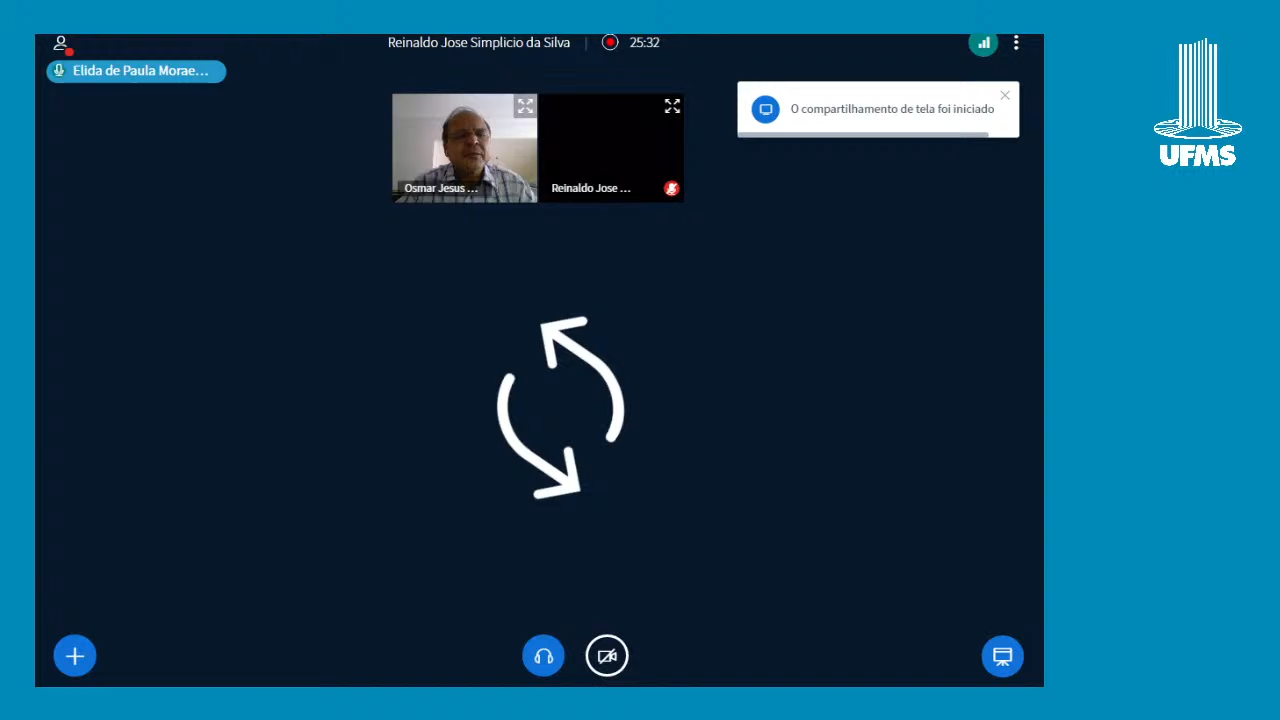 Reinaldo Jose Simplicio da Silva
25:32
Elida de Paula Morae...
O compartilhamento de tela foi iniciado
Osmar Jesus ...
Reinaldo Jose ...
UFMS